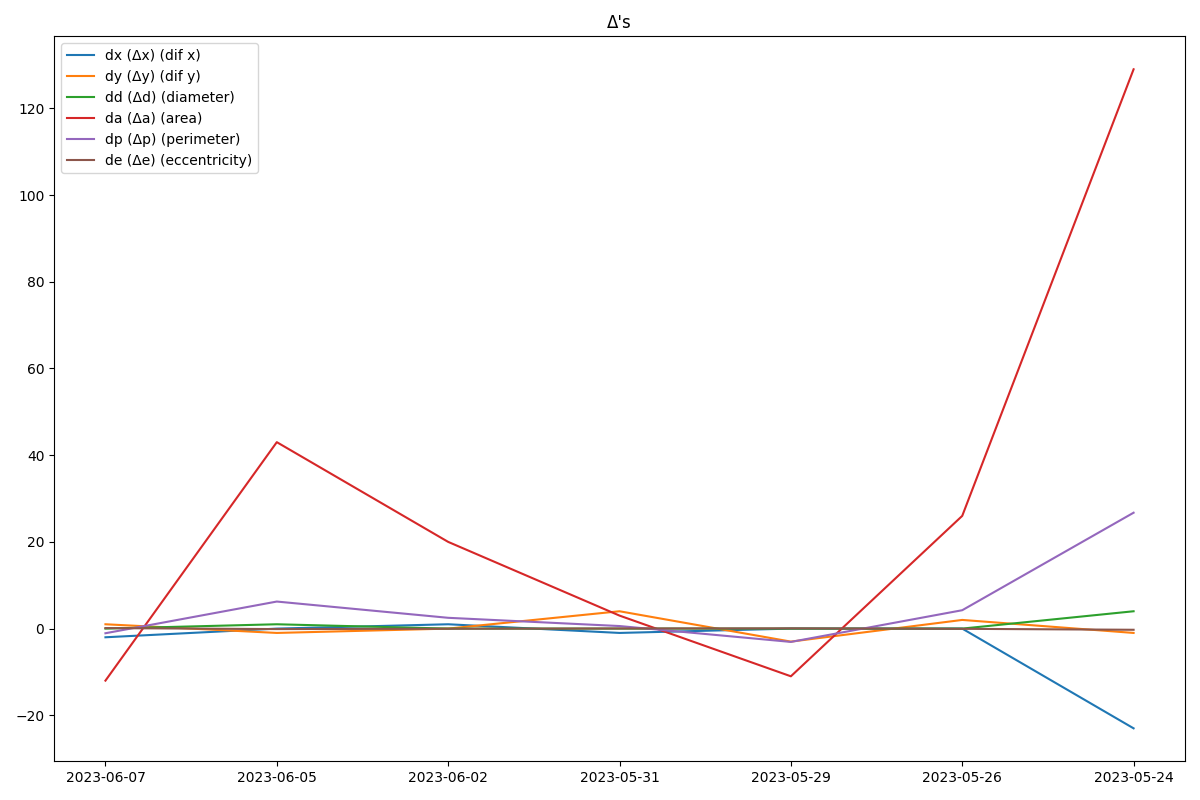 Δ's
dx (Δx) (dif x)
dy (Δy) (dif y)
dd (Δd) (diameter)
da (Δa) (area)
dp (Δp) (perimeter)
de (Δe) (eccentricity)
120
100
80
60
40
20
0
−20
2023-06-07 2023-06-05 2023-06-02 2023-05-31 2023-05-29 2023-05-26 2023-05-24